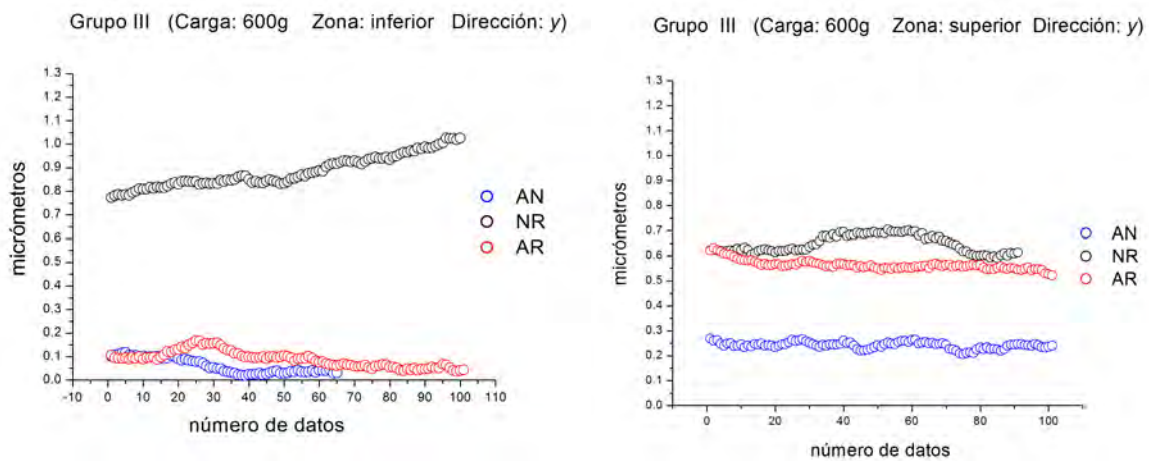 Grupo III (Carga: 600g Zona: inferior Dirección: y)
1.3
1.2
1.1
1.0
0.9
0.8
0.7
0.6
0.5
0.4
0.3
0.2
0.1
0.0
micrómetros
-10 0 10 20 30 40 50 60 70 80 90 100 110
número de datos
AN
NR
AR
Grupo III (Carga: 600g Zona: superior Dirección: y)
1.3
1.2
1.1
1.0
0.9
0.8
0.7
0.6
0.5
0.4
0.3
0.2
0.1
0.0
micrómetros
0 20 40 60 80 100
número de datos
AN
NR
AR